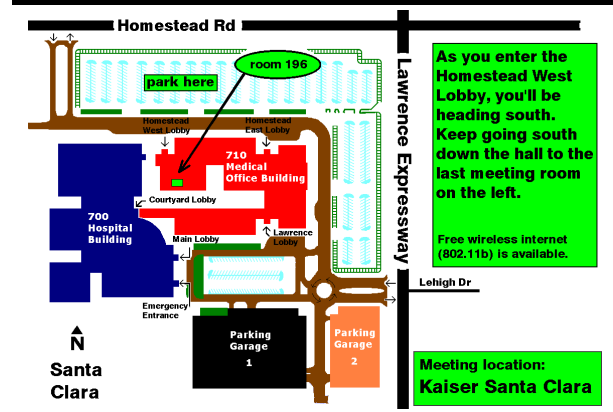 Homestead Rd
room 196
park here
Homestead
West Lobby
Homestead
East Lobby
710
Medical
Office Building
Courtyard Lobby
700
Hospital
Building
Main Lobby
Lawrence
Lobby
Emergency
Entrance
Parking
Garage
1
Parking
Garage
2
N
Santa
Clara
Lawrence Expressway
Lehigh Dr
As you enter the
Homestead West
Lobby, you'll be
heading south.
Keep going south
down the hall to the
last meeting room
on the left.
Free wireless internet
(802.11b) is available.
Meeting location:
Kaiser Santa Clara